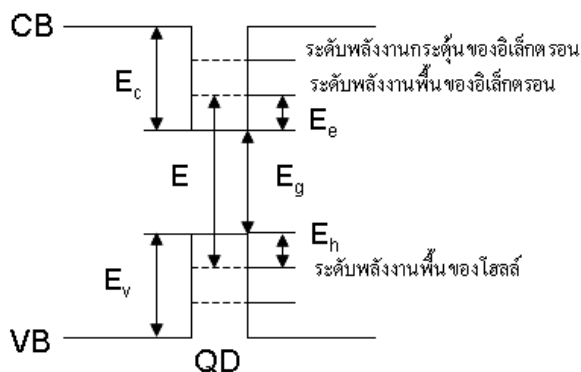 CB
ระดับพลังงานกระตุ้นของอิเล็กตรอน
ระดับพลังงานพื้นของอิเล็กตรอน
Ec
Ee
E
Eg
Eh
ระดับพลังงานพื้นของโฮลล์
Ev
VB
QD